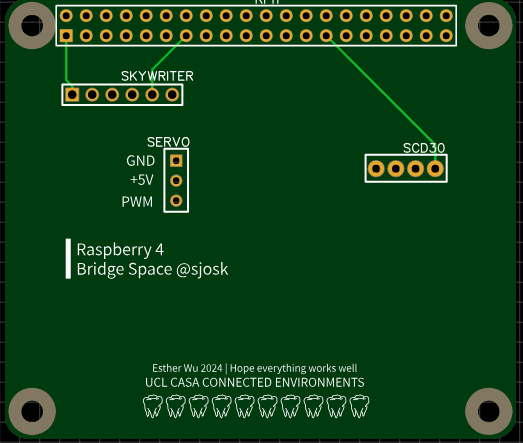 SKYWRITER
SERVO
GND
+5V
PWM
SCD30
Raspberry 4
Bridge Space @sjosk
Esther Wu 2024 | Hope everything works well
UCL CASA CONNECTED ENVIRONMENTS